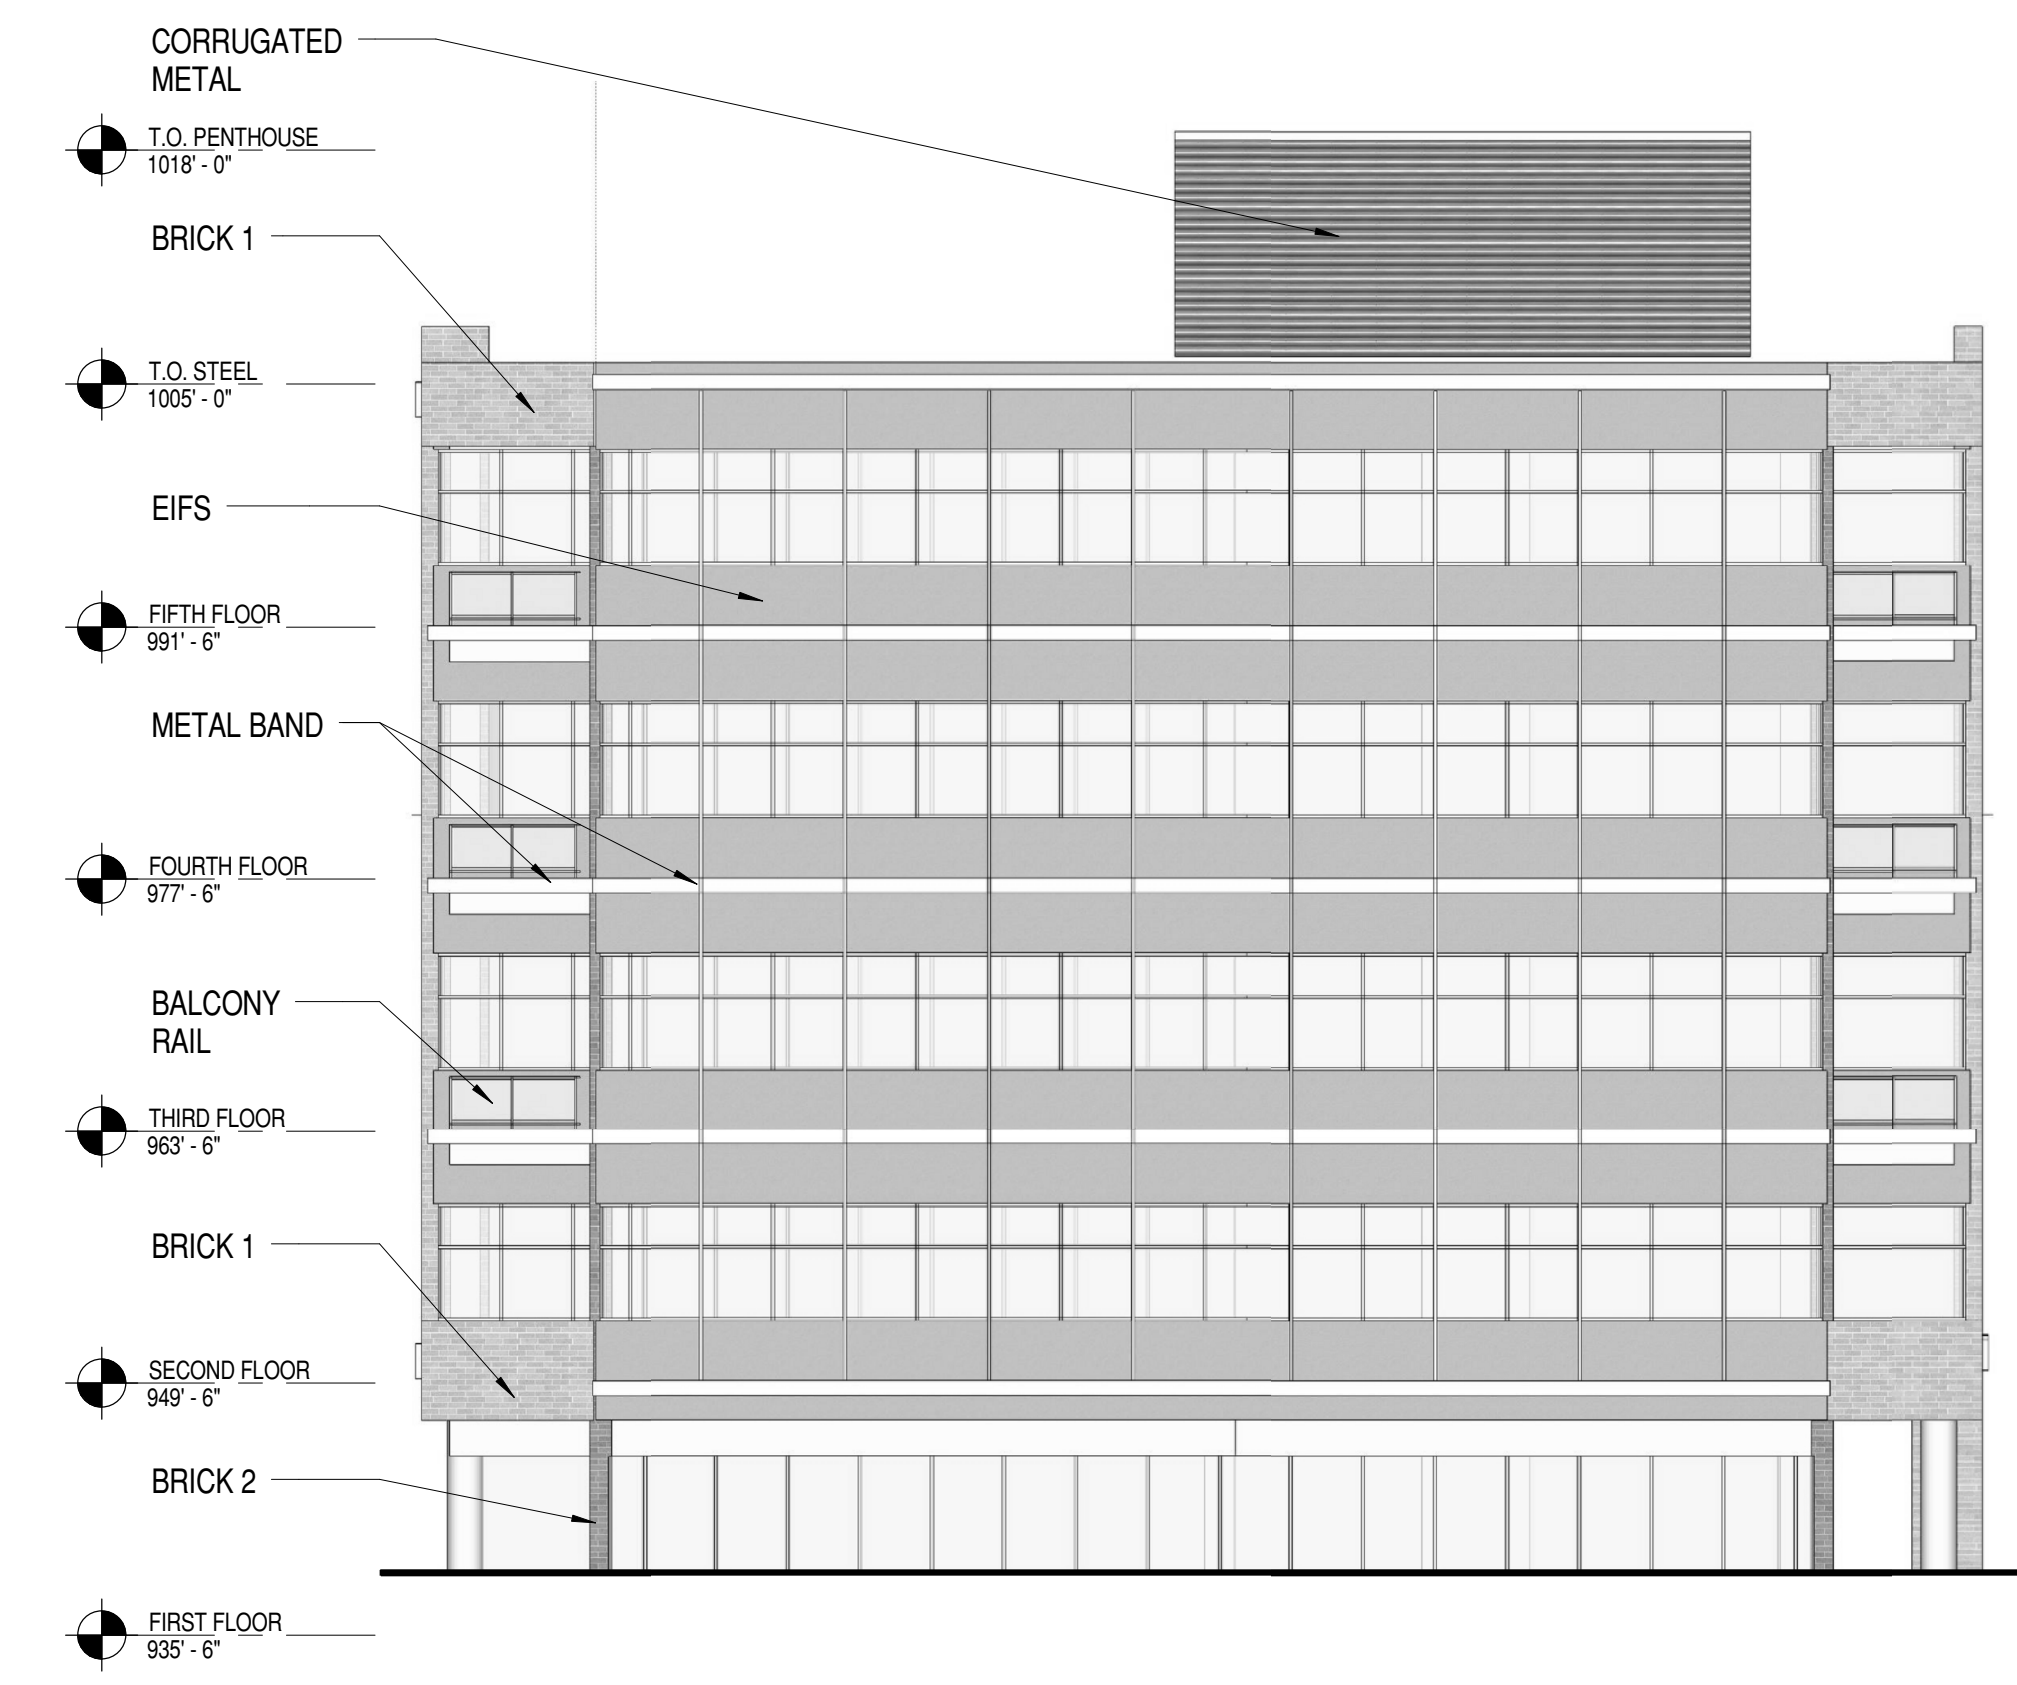 CORRUGATED
METAL
T.O. PENTHOUSE
1018' - 0"
BRICK 1
T.O. STEEL
1005' - 0"
EIFS
FIFTH FLOOR
991' - 6"
METAL BAND
FOURTH FLOOR
977' - 6"
BALCONY
RAIL
THIRD FLOOR
963' - 6"
BRICK 1
SECOND FLOOR
949' - 6"
BRICK 2
FIRST FLOOR
935' - 6"